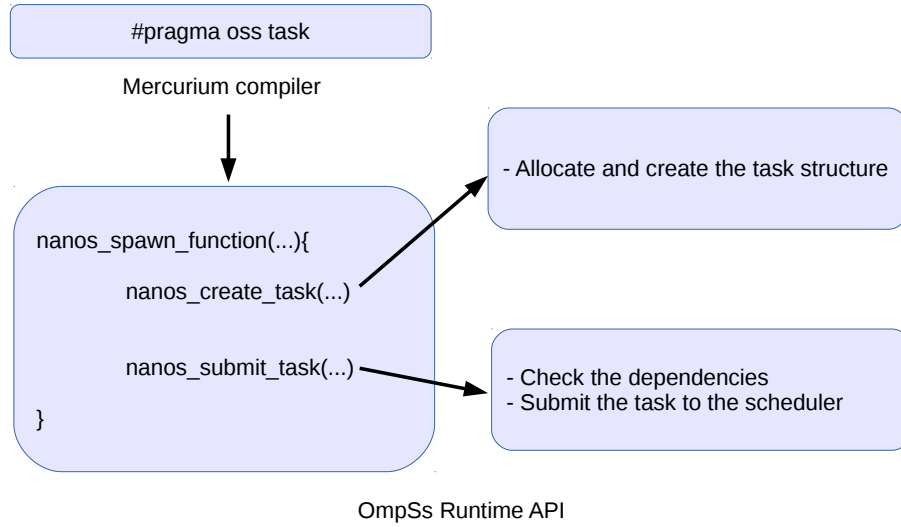 #pragma oss task
Mercurium compiler
- Allocate and create the task structure
nanos_spawn_function(...){
nanos_create_task(...)
nanos_submit_task(...)
}
- Check the dependencies
- Submit the task to the scheduler
OmpSs Runtime API